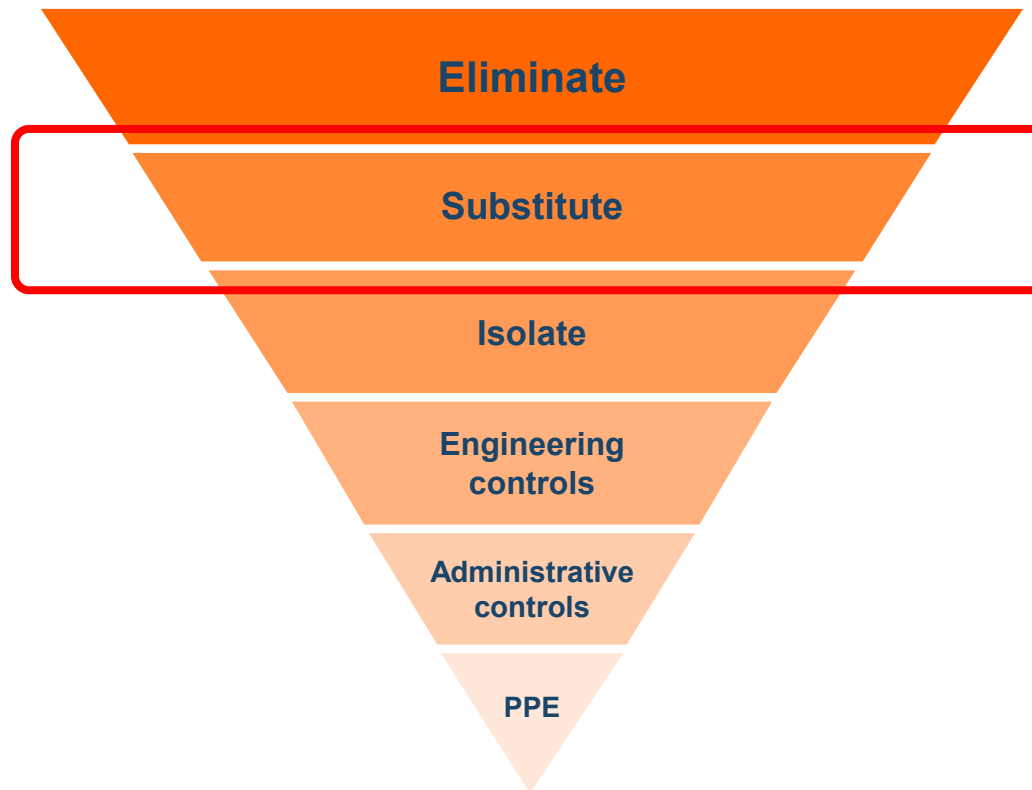 Eliminate
Substitute
Isolate
Engineering
controls
Administrative
controls
PPE